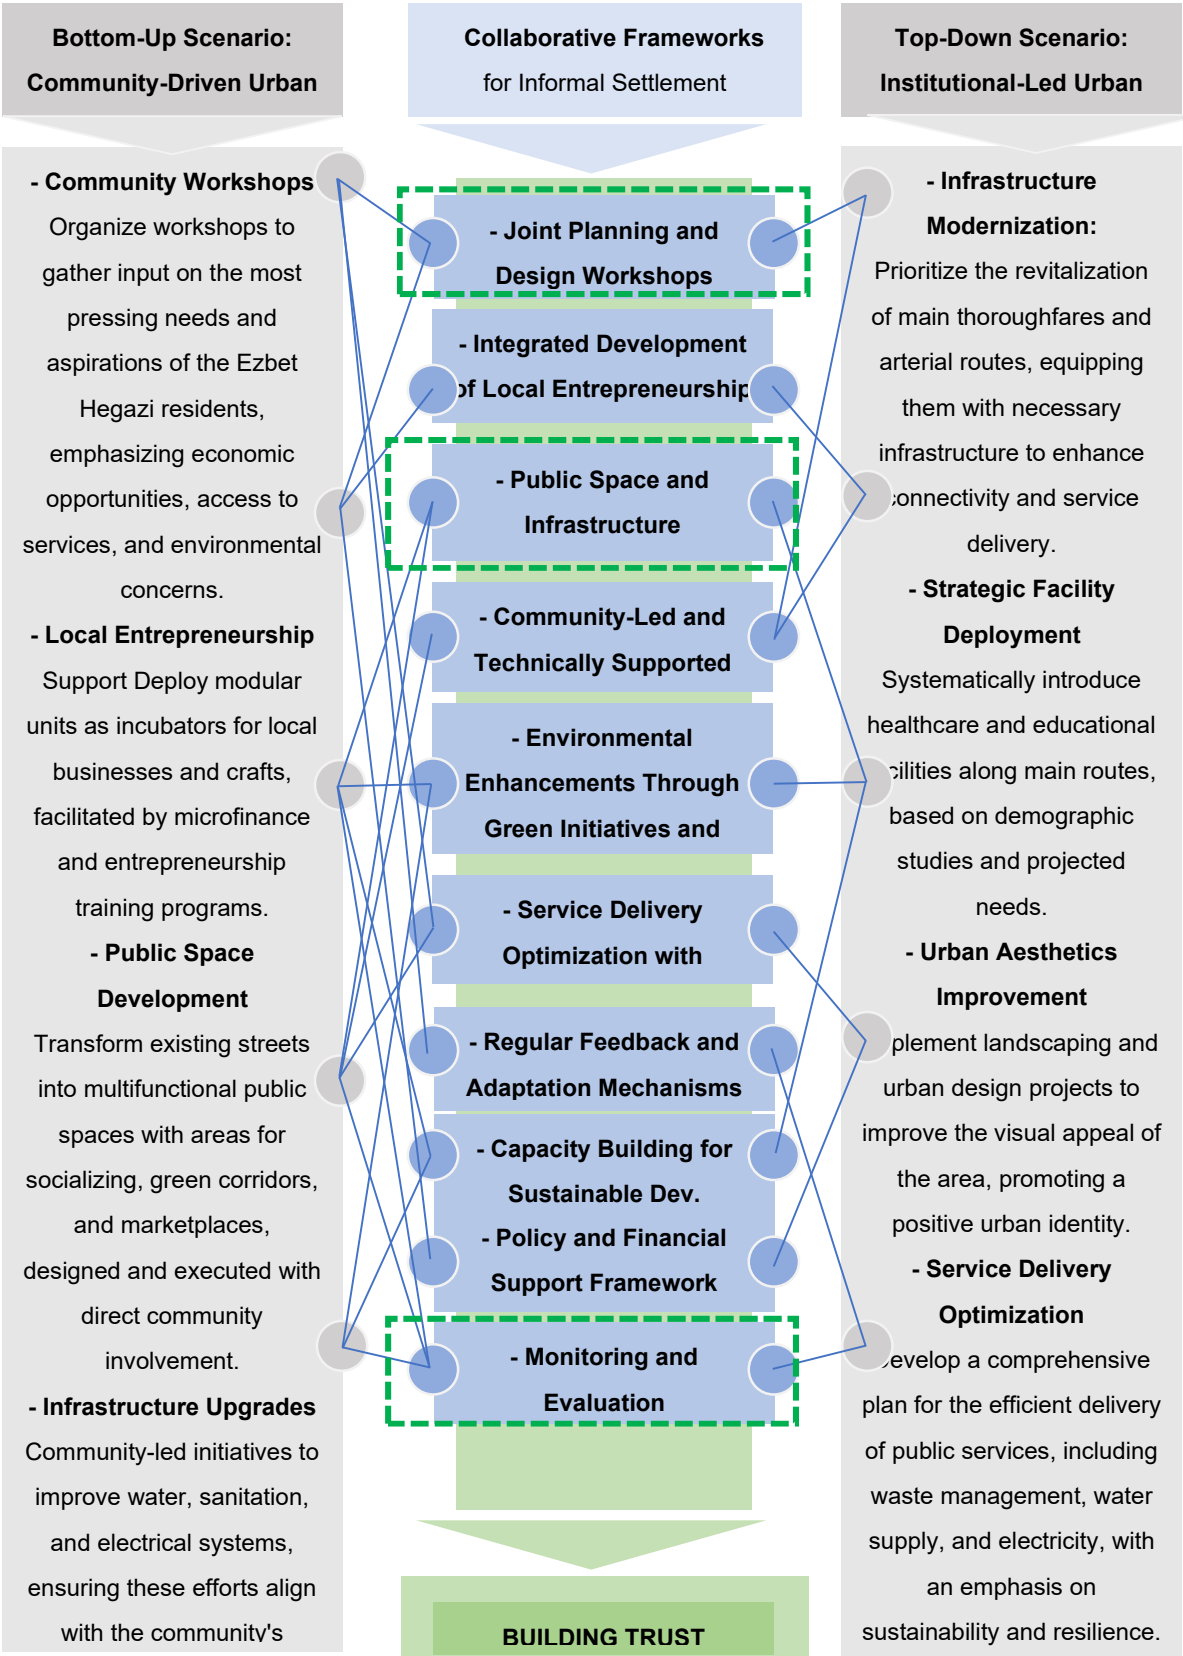 Bottom-Up Scenario:
Community-Driven Urban
- Community Workshops
Organize workshops to
gather input on the most
pressing needs and
aspirations of the Ezbet
Hegazi residents,
emphasizing economic
opportunities, access to
services, and environmental
concerns.
- Local Entrepreneurship
Support Deploy modular
units as incubators for local
businesses and crafts,
facilitated by microfinance
and entrepreneurship
training programs.
- Public Space
Development
Transform existing streets
into multifunctional public
spaces with areas for
socializing, green corridors,
and marketplaces,
designed and executed with
direct community
involvement.
- Infrastructure Upgrades
Community-led initiatives to
improve water, sanitation,
and electrical systems,
ensuring these efforts align
with the community's
Collaborative Frameworks
for Informal Settlement
- Joint Planning and
Design Workshops
- Integrated Development
of Local Entrepreneurship
- Public Space and
Infrastructure
- Community-Led and
Technically Supported
- Environmental
Enhancements Through
Green Initiatives and
- Service Delivery
Optimization with
- Regular Feedback and
Adaptation Mechanisms
- Capacity Building for
Sustainable Dev.
- Policy and Financial
Support Framework
- Monitoring and
Evaluation
BUILDING TRUST
Top-Down Scenario:
Institutional-Led Urban
- Infrastructure
Modernization:
Prioritize the revitalization
of main thoroughfares and
arterial routes, equipping
them with necessary
infrastructure to enhance
connectivity and service
delivery.
- Strategic Facility
Deployment
Systematically introduce
healthcare and educational
facilities along main routes,
based on demographic
studies and projected
needs.
- Urban Aesthetics
Improvement
Implement landscaping and
urban design projects to
improve the visual appeal of
the area, promoting a
positive urban identity.
- Service Delivery
Optimization
Develop a comprehensive
plan for the efficient delivery
of public services, including
waste management, water
supply, and electricity, with
an emphasis on
sustainability and resilience.